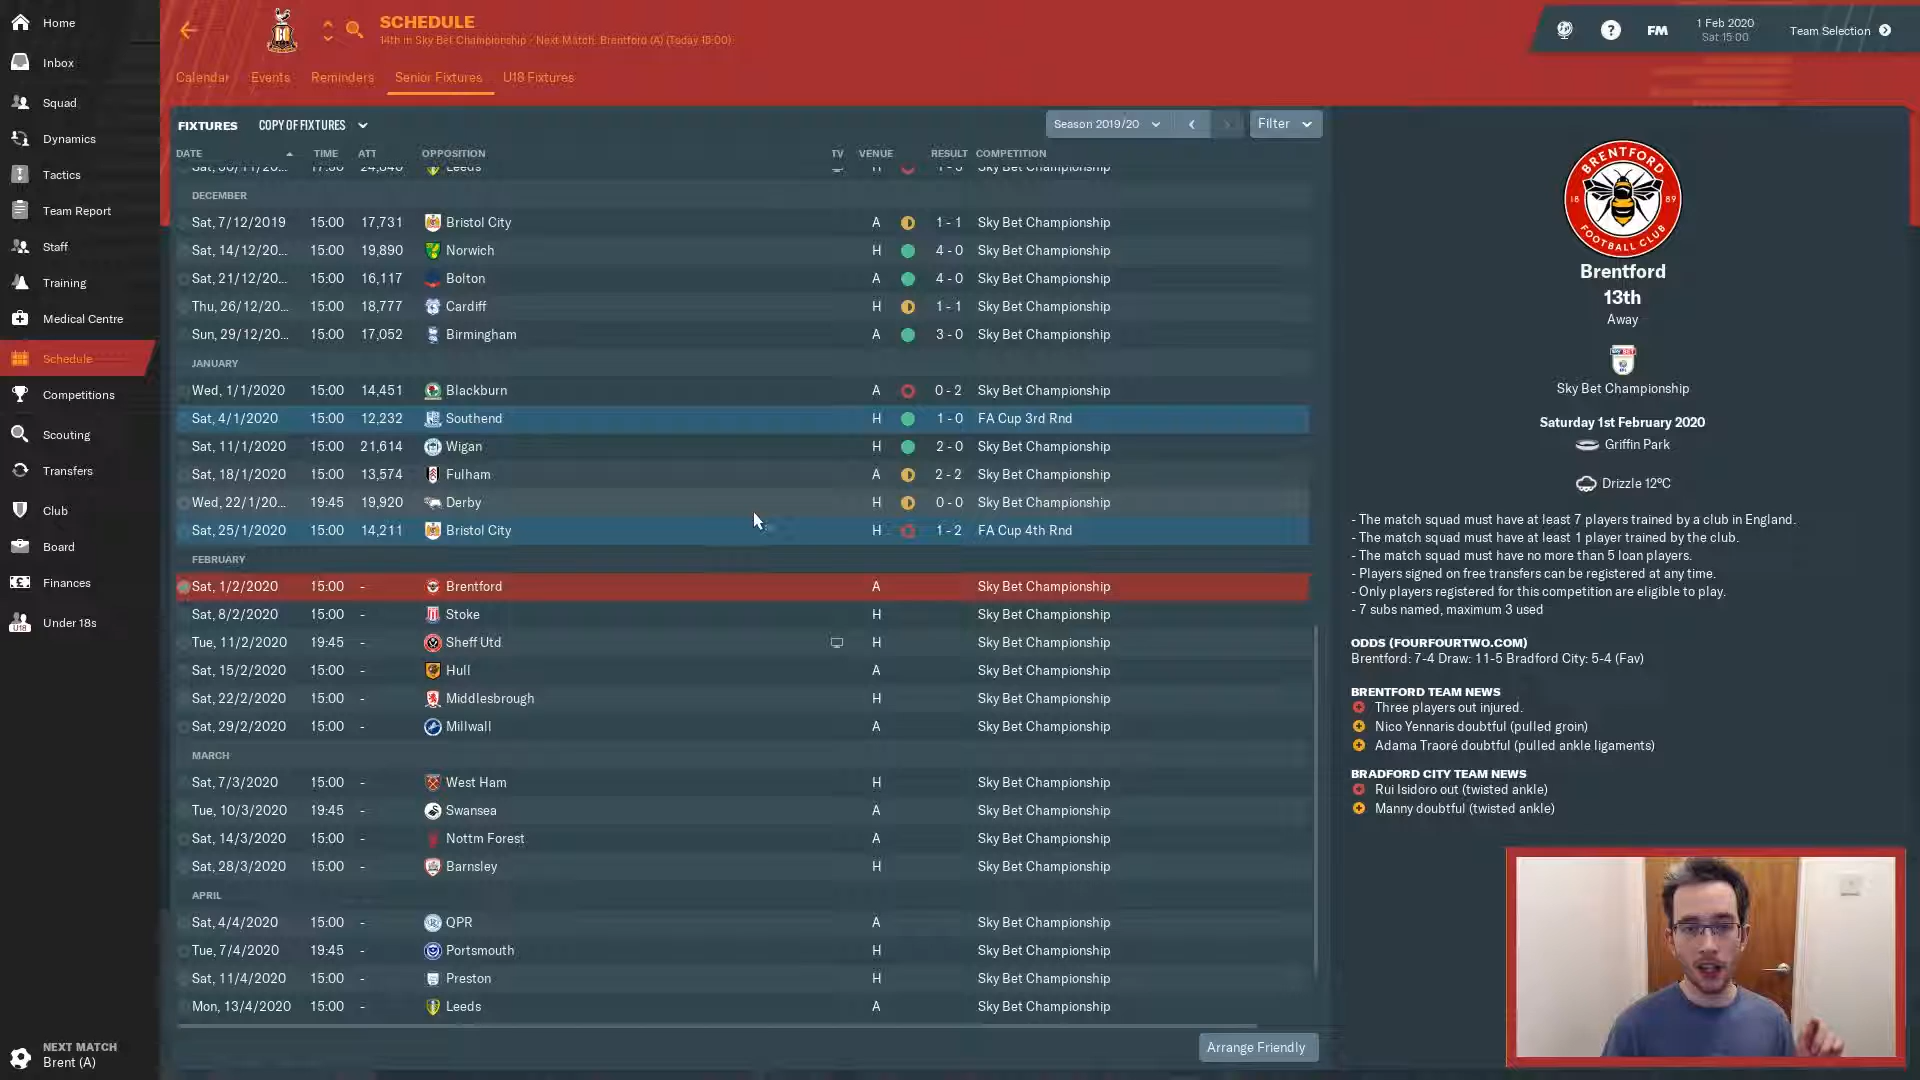 Home
Inbox
Squad
Dynamics
Tactics
Team Report
Staff
Training
Medical Centre
Schedule
Competitions
Scouting
Transfers
Club
Board
Finances
Under 18s
NEXT MATCH
Brent (A)
SCHEDULE
14th in Sky Bet Championship - Next Match: Brentford (A) (Today 15:00)
Calendar Events Reminders Senior Fixtures U18 Fixtures
FM
1 Feb 2020
Sat 15:00
Team Selection
FIXTURES COPY OF FIXTURES
Season 2019/20
Filter
DATE TIME ATT OPPOSITION TV VENUE RESULT COMPETITION
Leeds Sky Bet Championship
DECEMBER
Sat, 7/12/2019 15:00 17,731 Bristol City A 1 - 1 Sky Bet Championship
Sat, 14/12/20... 15:00 19,890 Norwich H 4 - 0 Sky Bet Championship
Sat, 21/12/20... 15:00 16,117 Bolton A 4 - 0 Sky Bet Championship
Thu, 26/12/20... 15:00 18,777 Cardiff H 1 - 1 Sky Bet Championship
Sun, 29/12/20... 15:00 17,052 Birmingham A 3 - 0 Sky Bet Championship
JANUARY
Wed, 1/1/2020 15:00 14,451 Blackburn A 0 - 2 Sky Bet Championship
Sat, 4/1/2020 15:00 12,232 Southend H 1 - 0 FA Cup 3rd Rnd
Sat, 11/1/2020 15:00 21,614 Wigan H 2 - 0 Sky Bet Championship
Sat, 18/1/2020 15:00 13,574 Fulham A 2 - 2 Sky Bet Championship
Wed, 22/1/20... 19:45 19,920 Derby H 0 - 0 Sky Bet Championship
Sat, 25/1/2020 15:00 14,211 Bristol City H 1 - 2 FA Cup 4th Rnd
FEBRUARY
Sat, 1/2/2020 15:00 - Brentford A Sky Bet Championship
Sat, 8/2/2020 15:00 - Stoke H Sky Bet Championship
Tue, 11/2/2020 19:45 - Sheff Utd H Sky Bet Championship
Sat, 15/2/2020 15:00 - Hull A Sky Bet Championship
Sat, 22/2/2020 15:00 - Middlesbrough H Sky Bet Championship
Sat, 29/2/2020 15:00 - Millwall A Sky Bet Championship
MARCH
Sat, 7/3/2020 15:00 - West Ham H Sky Bet Championship
Tue, 10/3/2020 19:45 - Swansea A Sky Bet Championship
Sat, 14/3/2020 15:00 - Nottm Forest A Sky Bet Championship
Sat, 28/3/2020 15:00 - Barnsley H Sky Bet Championship
APRIL
Sat, 4/4/2020 15:00 - QPR A Sky Bet Championship
Tue, 7/4/2020 19:45 - Portsmouth H Sky Bet Championship
Sat, 11/4/2020 15:00 - Preston H Sky Bet Championship
Mon, 13/4/2020 15:00 - Leeds A Sky Bet Championship
Arrange Friendly
BRENTFORD
18 89
FOOTBALL CLUB
Brentford
13th
Away
Sky Bet Championship
Saturday 1st February 2020
Griffin Park
Drizzle 12ºC
- The match squad must have at least 7 players trained by a club in England.
- The match squad must have at least 1 player trained by the club.
- The match squad must have no more than 5 loan players.
- Players signed on free transfers can be registered at any time.
- Only players registered for this competition are eligible to play.
- 7 subs named, maximum 3 used
ODDS (FOURFOURTWO.COM)
Brentford: 7-4 Draw: 11-5 Bradford City: 5-4 (Fav)
BRENTFORD TEAM NEWS
Three players out injured.
Nico Yennaris doubtful (pulled groin)
Adama Traoré doubtful (pulled ankle ligaments)
BRADFORD CITY TEAM NEWS
Rui Isidoro out (twisted ankle)
Manny doubtful (twisted ankle)